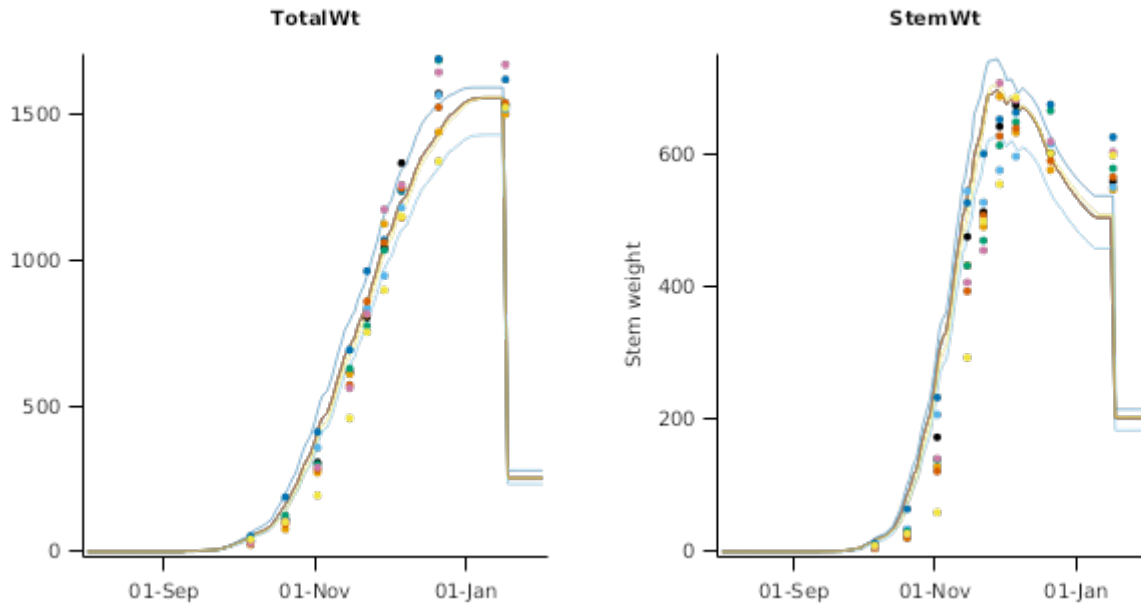 TotalWt
1500
1000
500
0
01-Sep
01-Nov
01-Jan
StemWt
Stem weight
600
400
200
0
01-Sep
01-Nov
01-Jan